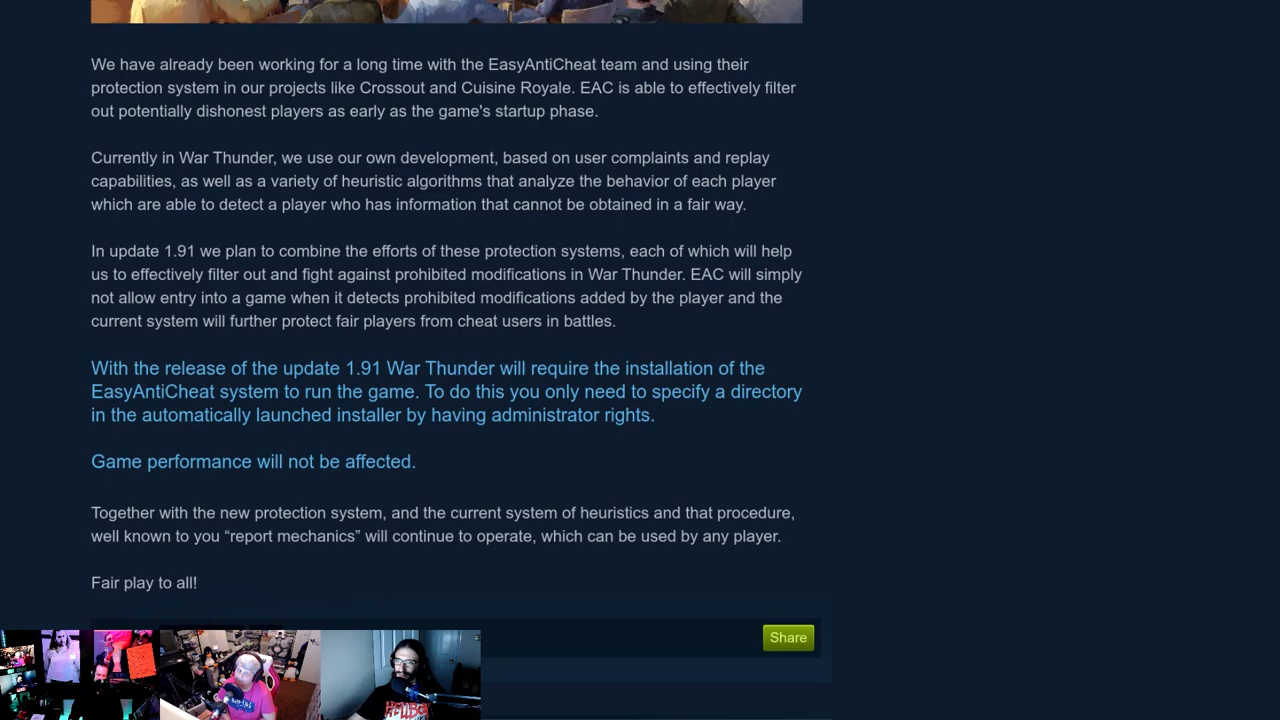 We have already been working for a long time with the EasyAntiCheat team and using their
protection system in our projects like Crossout and Cuisine Royale. EAC is able to effectively filter
out potentially dishonest players as early as the game's startup phase.
Currently in War Thunder, we use our own development, based on user complaints and replay
capabilities, as well as a variety of heuristic algorithms that analyze the behavior of each player
which are able to detect a player who has information that cannot be obtained in a fair way.
In update 1.91 we plan to combine the efforts of these protection systems, each of which will help
us to effectively filter out and fight against prohibited modifications in War Thunder. EAC will simply
not allow entry into a game when it detects prohibited modifications added by the player and the
current system will further protect fair players from cheat users in battles.
With the release of the update 1.91 War Thunder will require the installation of the
EasyAntiCheat system to run the game. To do this you only need to specify a directory
in the automatically launched installer by having administrator rights.
Game performance will not be affected.
Together with the new protection system, and the current system of heuristics and that procedure,
well known to you “report mechanics” will continue to operate, which can be used by any player.
Fair play to all!
Share